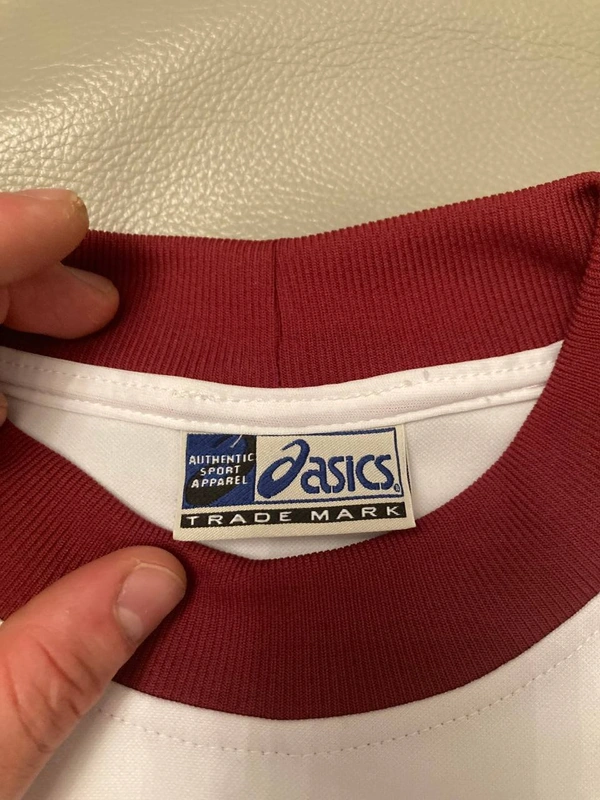 AUTHENTIC
SPORT
APPAREL
asics
TRADE MARK